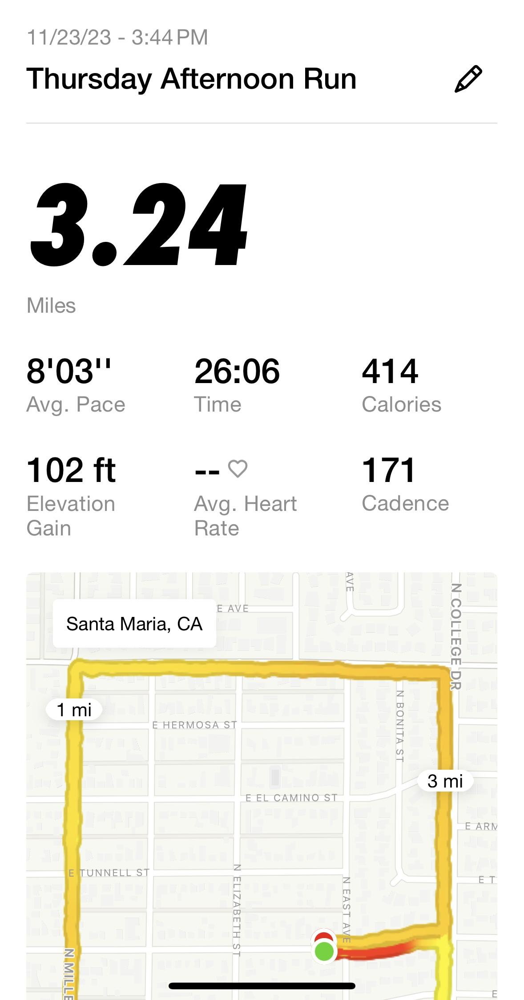 11/23/23 - 3:44 PM
Thursday Afternoon Run
3.24
Miles
8'03''
26:06
414
Avg. Pace
Time
Calories
102 ft
--
171
Elevation
Gain
Avg. Heart
Rate
Cadence
AVE
N COLLEGE DR
E AVE
Santa Maria, CA
1 mi
N BONITA ST
E HERMOSA ST
3 mi
E EL CAMINO ST
E ARM
E TUNNELL ST
N ELIZABETH ST
N EAST AVE
E T
N MILLE
E